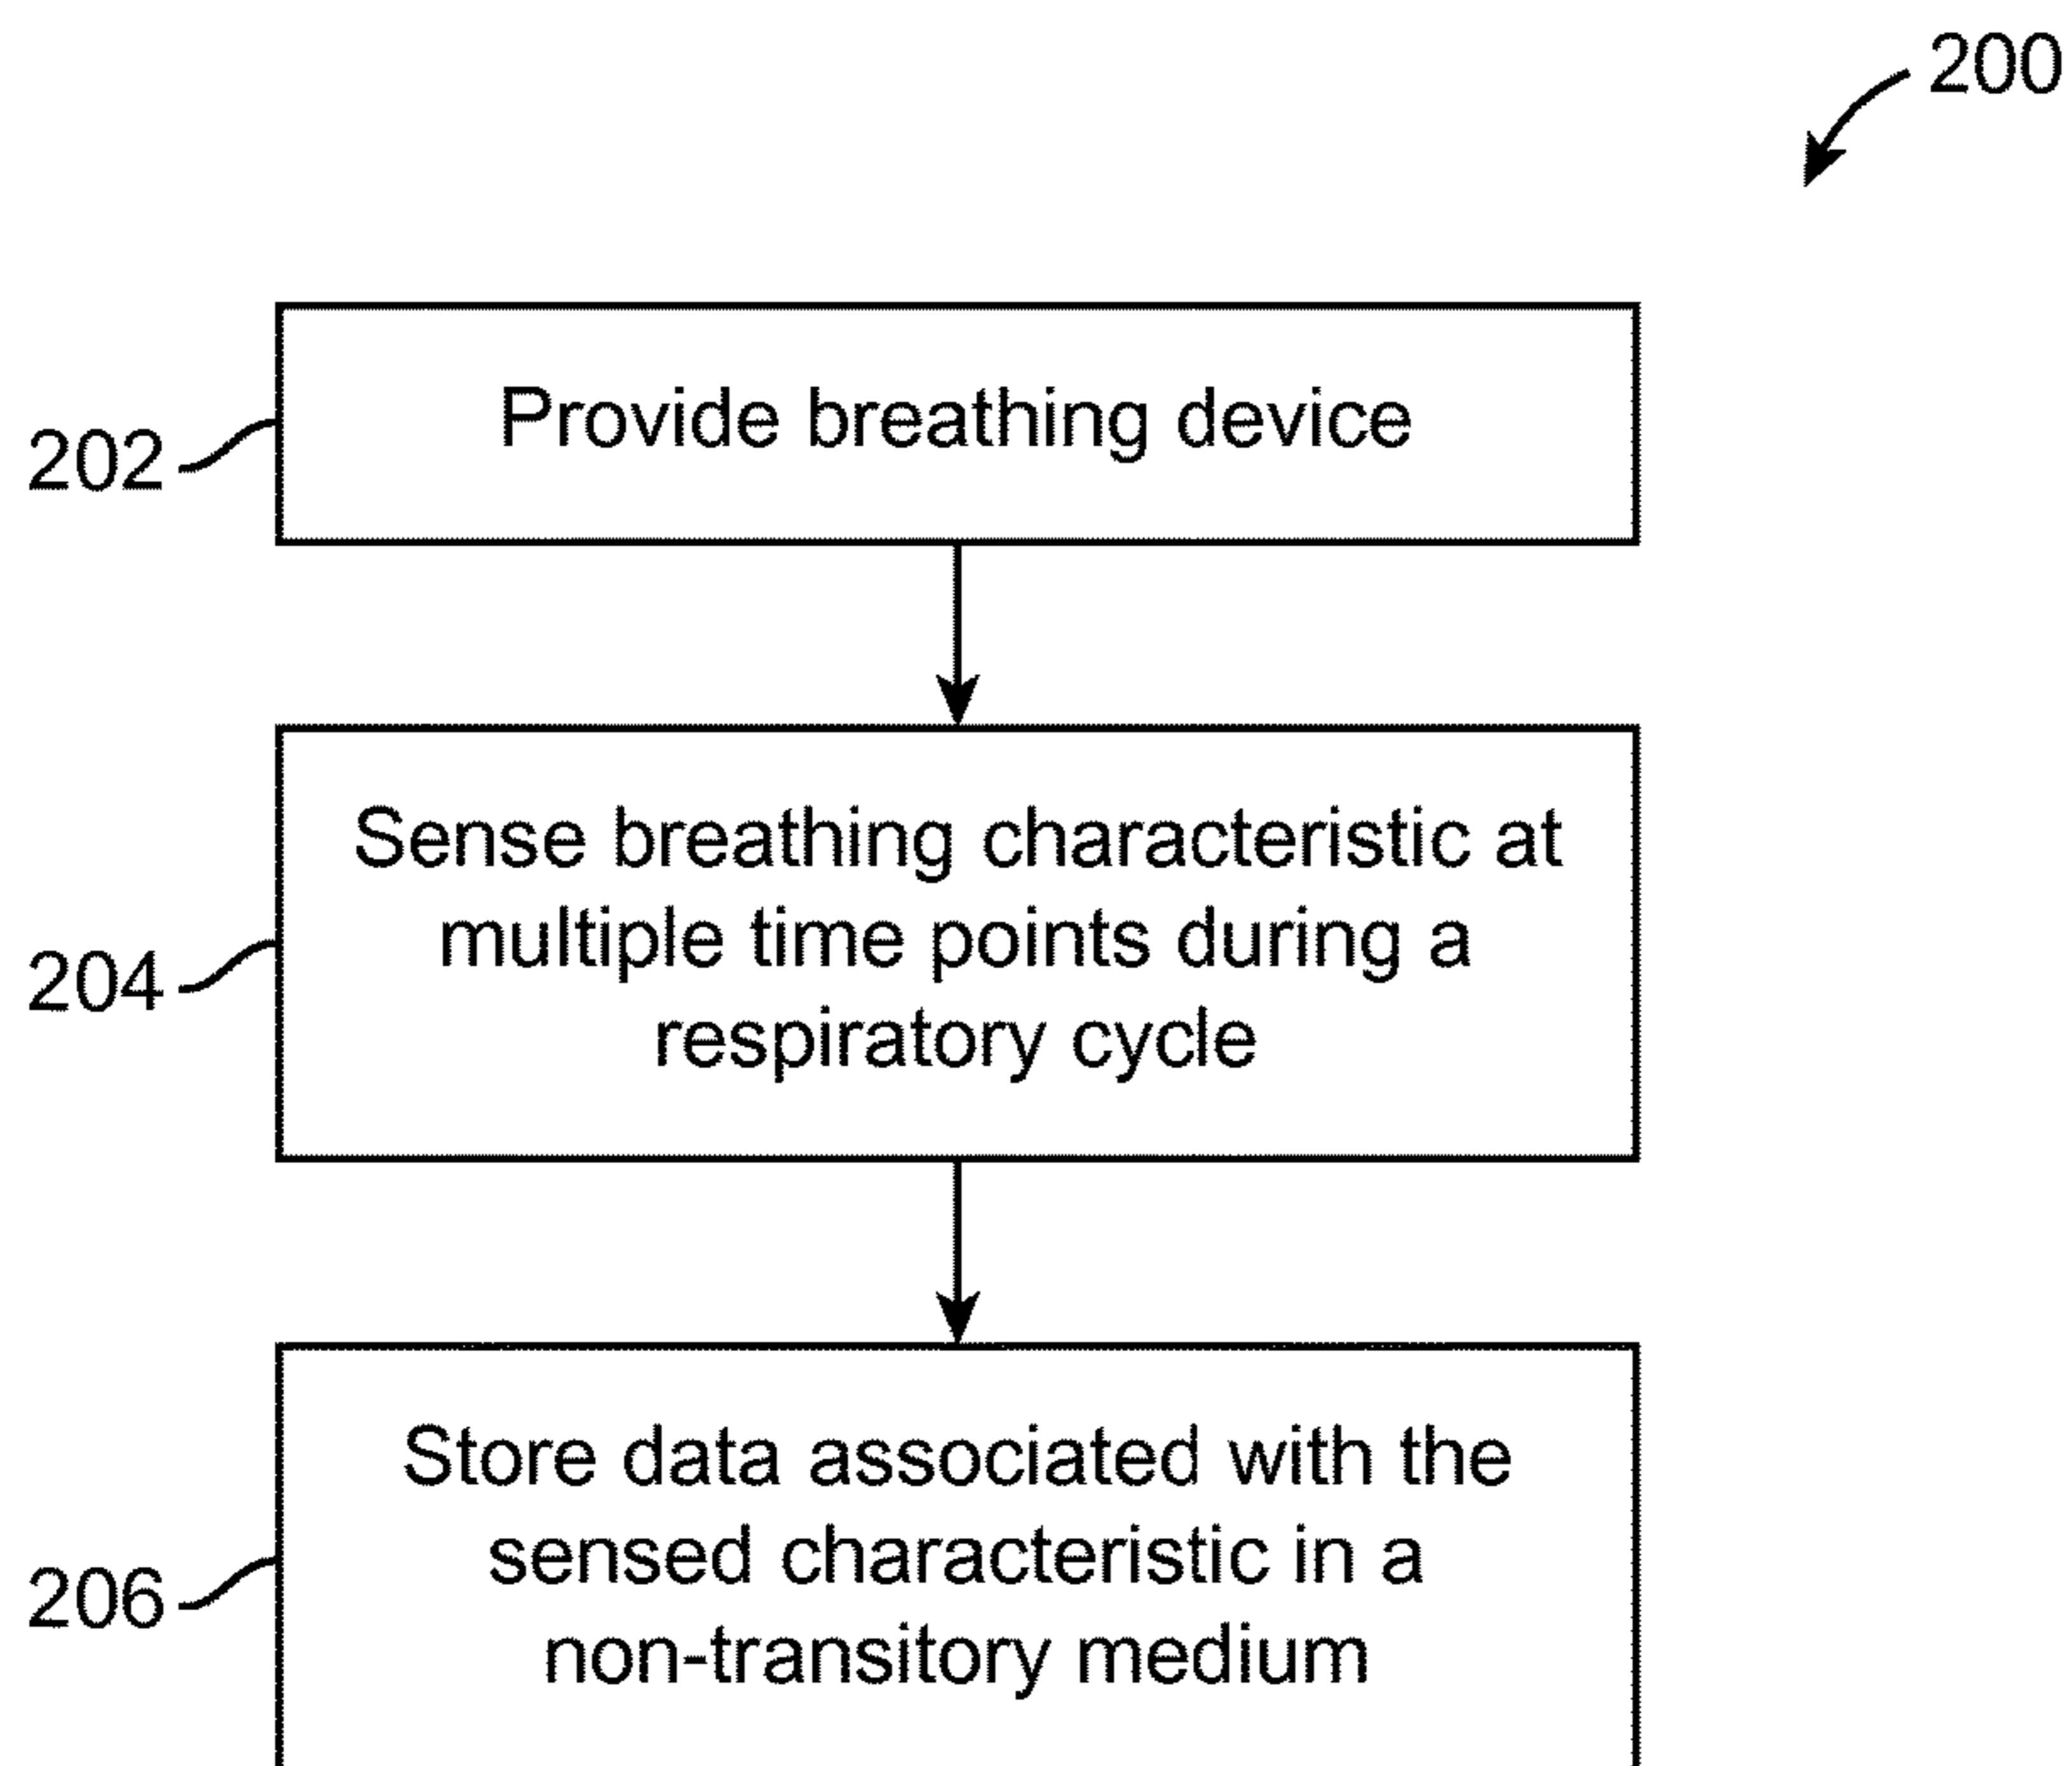 200
202
Provide breathing device
204
Sense breathing characteristic at
multiple time points during a
respiratory cycle
206
Store data associated with the
sensed characteristic in a
non-transitory medium